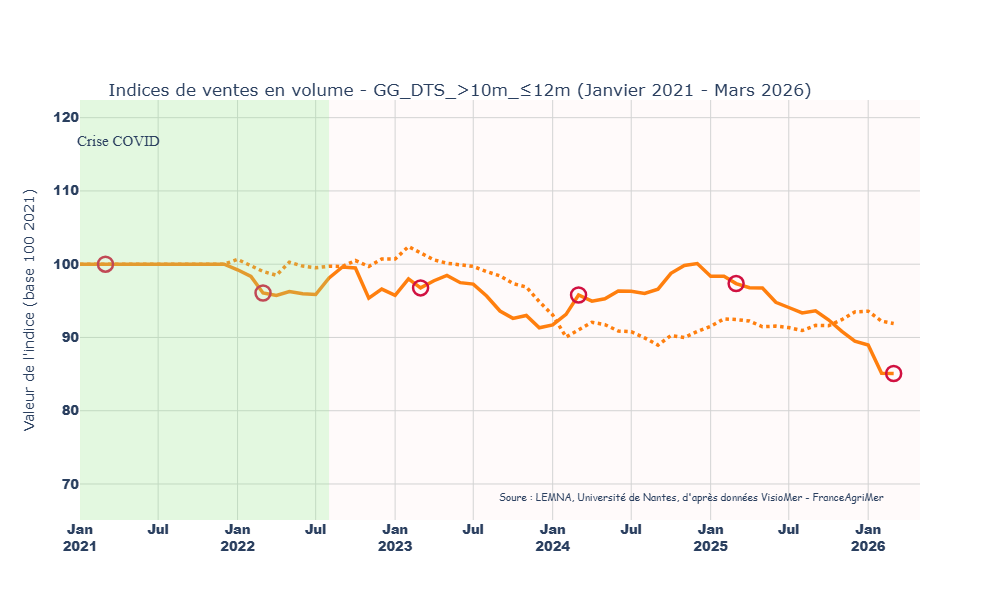 Indices de ventes en volume - GG_DTS_>10m_≤12m (Janvier 2021 - Mars 2026)
Valeur de l'indice (base 100 2021)
120
110
100
90
80
70
Crise COVID
Soure : LEMNA, Université de Nantes, d'après données VisioMer - FranceAgriMer
Jan Jul Jan Jul Jan Jul Jan Jul Jan Jul Jan
2021 2022 2023 2024 2025 2026